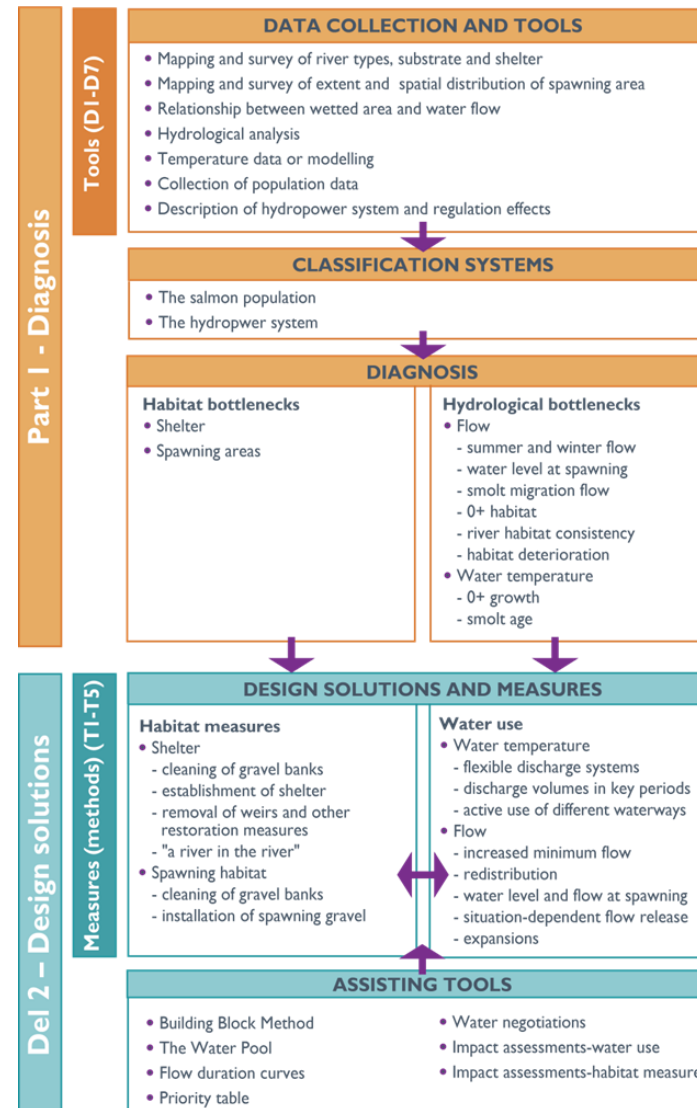 Part 1 - Diagnosis
Tools (D1-D7)
DATA COLLECTION AND TOOLS
• Mapping and survey of river types, substrate and shelter
• Mapping and survey of extent and spatial distribution of spawning area
• Relationship between wetted area and water flow
• Hydrological analysis
• Temperature data or modelling
• Collection of population data
• Description of hydropower system and regulation effects
CLASSIFICATION SYSTEMS
• The salmon population
• The hydropwer system
DIAGNOSIS
Habitat bottlenecks
• Shelter
• Spawning areas
Hydrological bottlenecks
• Flow
- summer and winter flow
- water level at spawning
- smolt migration flow
- 0+ habitat
- river habitat consistency
- habitat deterioration
• Water temperature
- 0+ growth
- smolt age
Del 2 – Design solutions
Measures (methods) (T1-T5)
DESIGN SOLUTIONS AND MEASURES
Habitat measures
• Shelter
- cleaning of gravel banks
- establishment of shelter
- removal of weirs and other
restoration measures
- "a river in the river"
• Spawning habitat
- cleaning of gravel banks
- installation of spawning gravel
Water use
• Water temperature
- flexible discharge systems
- discharge volumes in key periods
- active use of different waterways
• Flow
- increased minimum flow
- redistribution
- water level and flow at spawning
- situation-dependent flow release
- expansions
ASSISTING TOOLS
• Building Block Method
• The Water Pool
• Flow duration curves
• Priority table
• Water negotiations
• Impact assessments-water use
• Impact assessments-habitat measure